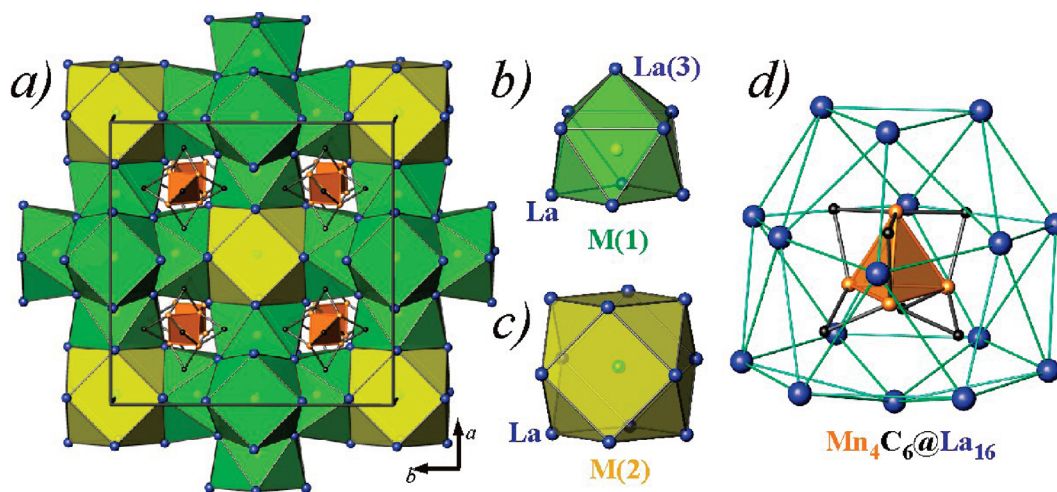 a)
b)
La(3)
La
M(1)
c)
La
M(2)
d)
Mn₄C₆@La₁₆
a
b